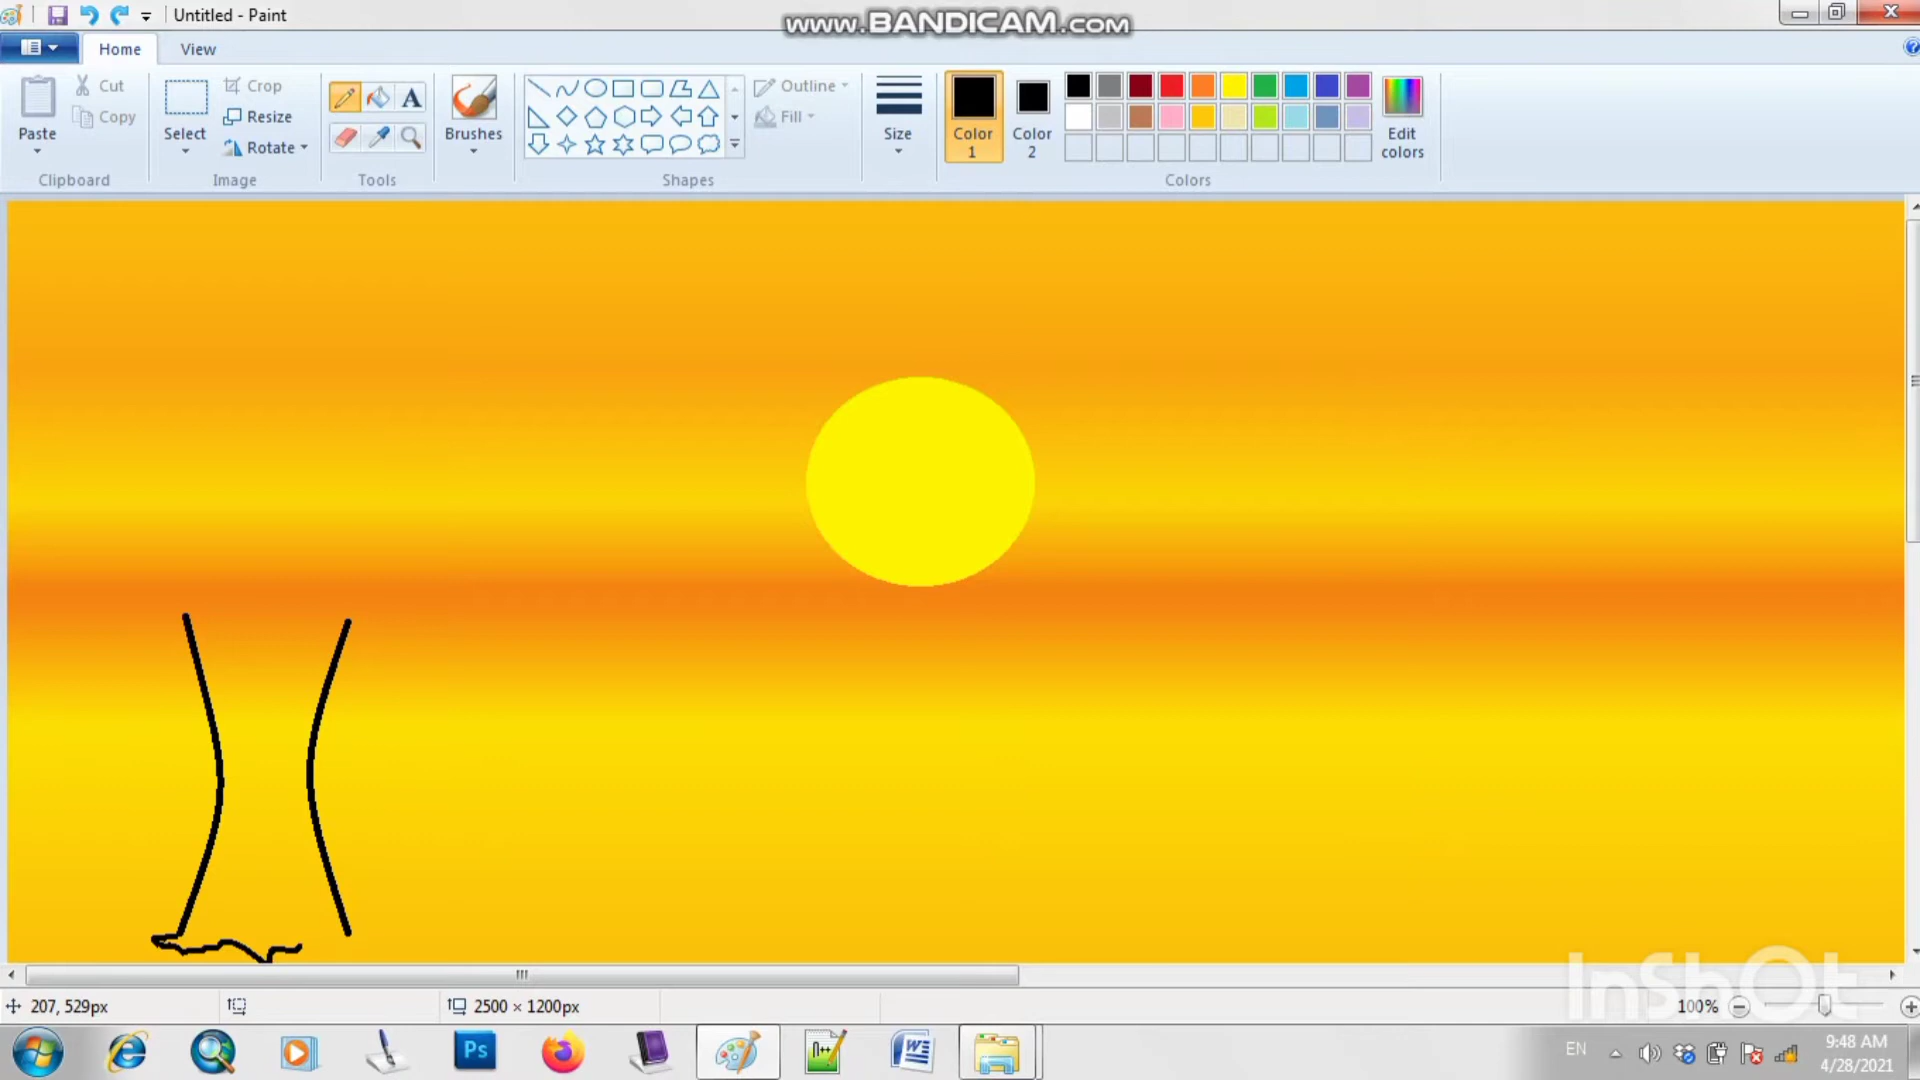 Untitled - Paint
www.BANDICAM.com
Home
View
Paste
Cut
Copy
Clipboard
Select
Crop
Resize
Rotate
Image
A
Tools
Brushes
Shapes
Outline
Fill
Size
Color
1
Color
2
Edit
colors
Colors
InShOt
207, 529px
2500 × 1200px
100%
Ps
EN
9:48 AM
4/28/2021